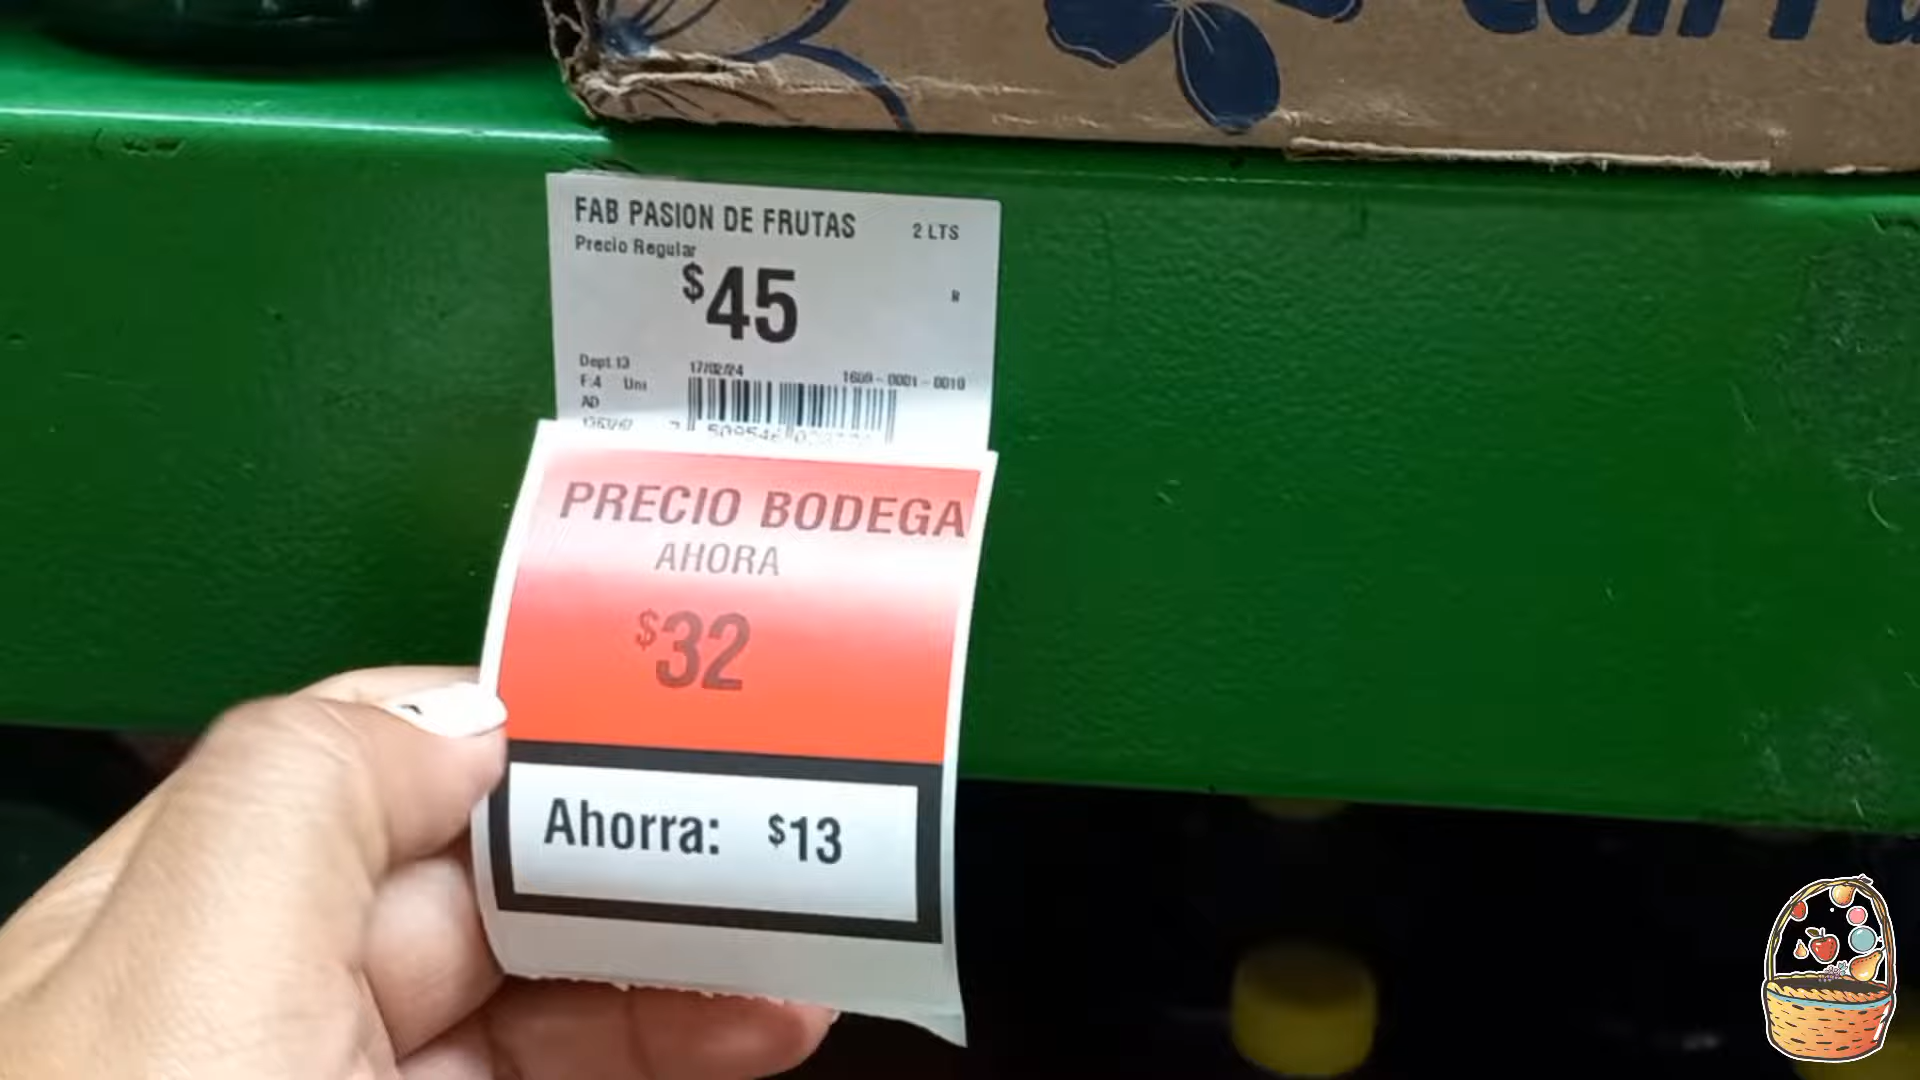 FAB PASION DE FRUTAS 2 LTS
Precio Regular
$45
Dept.13 17/02/24 1609-0001-0010
F:4 Uni
AD
PRECIO BODEGA
AHORA
$32
Ahorra: $13